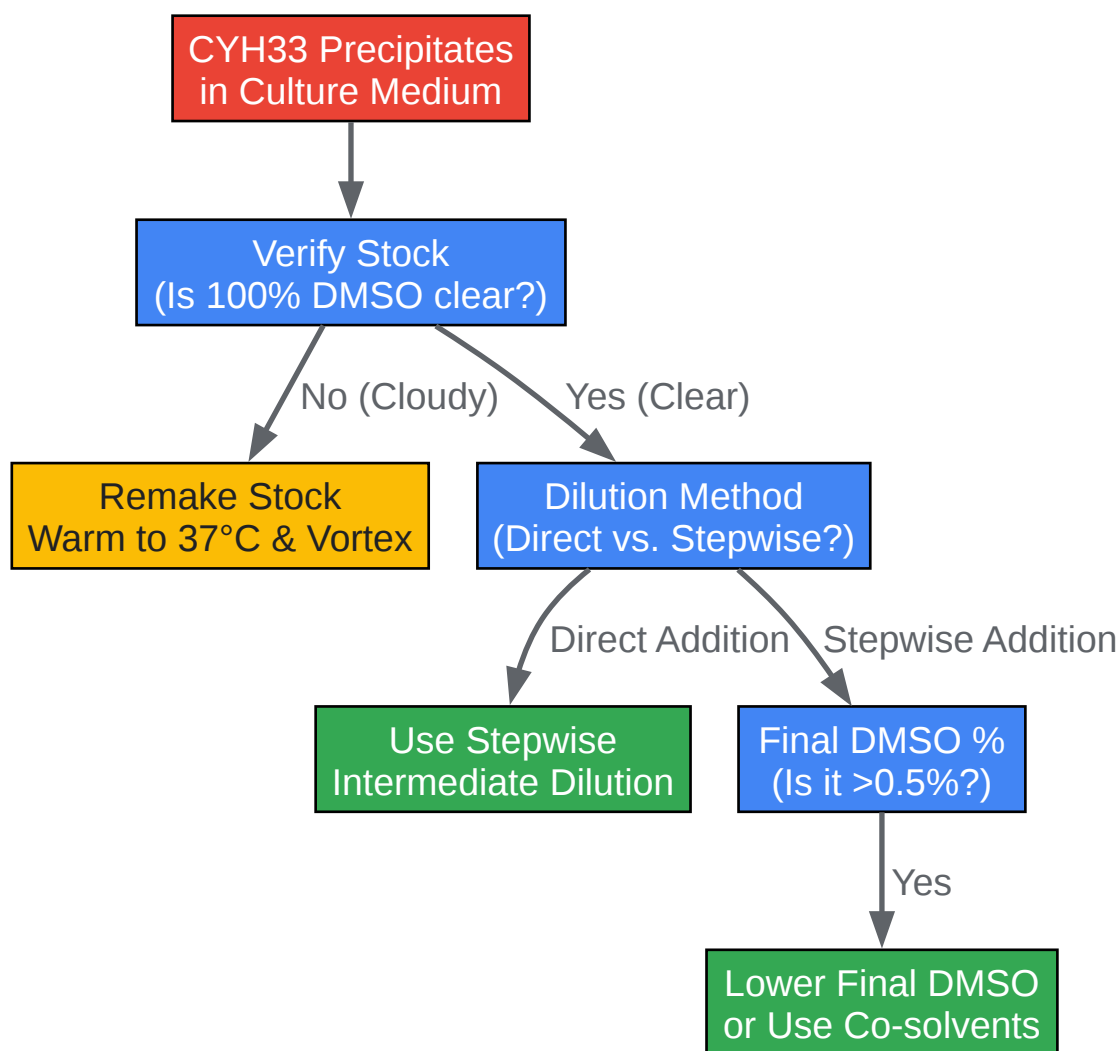 CYH33 Precipitates
in Culture Medium
Verify Stock
(Is 100% DMSO clear?)
No (Cloudy)
Yes (Clear)
Remake Stock
Warm to 37°C & Vortex
Dilution Method
(Direct vs. Stepwise?)
Direct Addition
Stepwise Addition
Use Stepwise
Intermediate Dilution
Final DMSO %
(Is it >0.5%?)
Yes
Lower Final DMSO
or Use Co-solvents